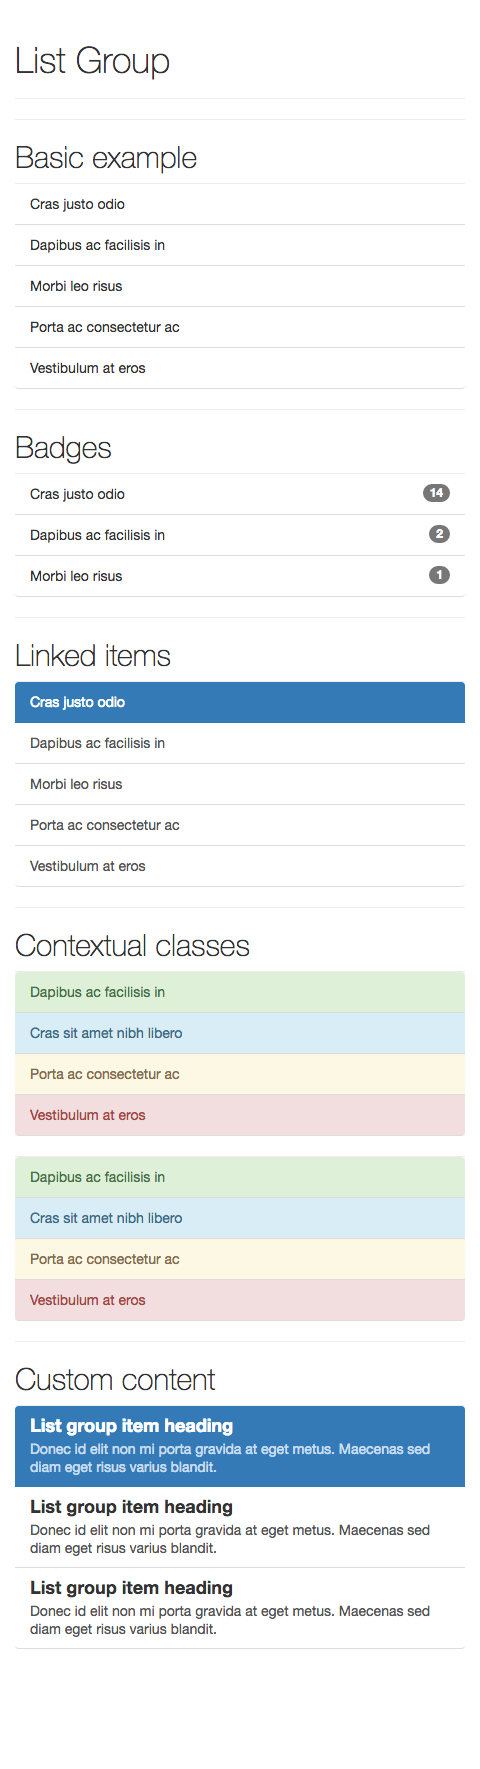 List Group
Basic example
Cras justo odio
Dapibus ac facilisis in
Morbi leo risus
Porta ac consectetur ac
Vestibulum at eros
Badges
Cras justo odio 14
Dapibus ac facilisis in 2
Morbi leo risus 1
Linked items
Cras justo odio
Dapibus ac facilisis in
Morbi leo risus
Porta ac consectetur ac
Vestibulum at eros
Contextual classes
Dapibus ac facilisis in
Cras sit amet nibh libero
Porta ac consectetur ac
Vestibulum at eros
Dapibus ac facilisis in
Cras sit amet nibh libero
Porta ac consectetur ac
Vestibulum at eros
Custom content
List group item heading
Donec id elit non mi porta gravida at eget metus. Maecenas sed
diam eget risus varius blandit.
List group item heading
Donec id elit non mi porta gravida at eget metus. Maecenas sed
diam eget risus varius blandit.
List group item heading
Donec id elit non mi porta gravida at eget metus. Maecenas sed
diam eget risus varius blandit.